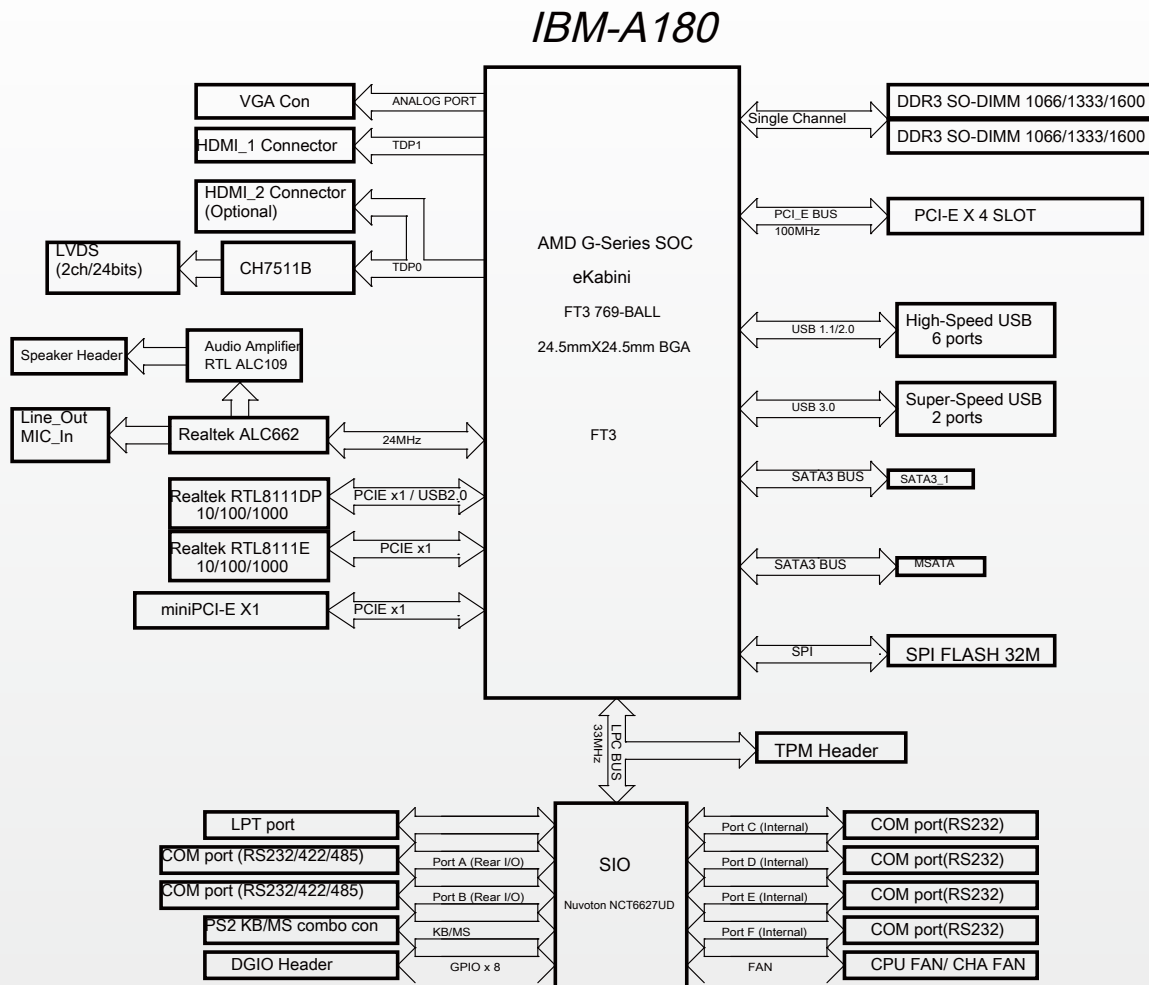 IBM-A180
VGA Con
ANALOG PORT
HDMI_1 Connector
TDP1
HDMI_2 Connector
(Optional)
LVDS
(2ch/24bits)
CH7511B
TDP0
Speaker Header
Audio Amplifier
RTL ALC109
Line_Out
MIC_In
Realtek ALC662
24MHz
Realtek RTL8111DP
10/100/1000
PCIE x1 / USB2.0
Realtek RTL8111E
10/100/1000
PCIE x1
miniPCI-E X1
PCIE x1
AMD G-Series SOC
eKabini
FT3 769-BALL
24.5mmX24.5mm BGA
FT3
Single Channel
DDR3 SO-DIMM 1066/1333/1600
DDR3 SO-DIMM 1066/1333/1600
PCI_E BUS
100MHz
PCI-E X 4 SLOT
USB 1.1/2.0
High-Speed USB
6 ports
USB 3.0
Super-Speed USB
2 ports
SATA3 BUS
SATA3_1
SATA3 BUS
MSATA
SPI
SPI FLASH 32M
LPC BUS
33MHz
TPM Header
LPT port
COM port (RS232/422/485)
Port A (Rear I/O)
COM port (RS232/422/485)
Port B (Rear I/O)
PS2 KB/MS combo con
KB/MS
DGIO Header
GPIO x 8
SIO
Nuvoton NCT6627UD
Port C (Internal)
COM port(RS232)
Port D (Internal)
COM port(RS232)
Port E (Internal)
COM port(RS232)
Port F (Internal)
COM port(RS232)
FAN
CPU FAN/ CHA FAN